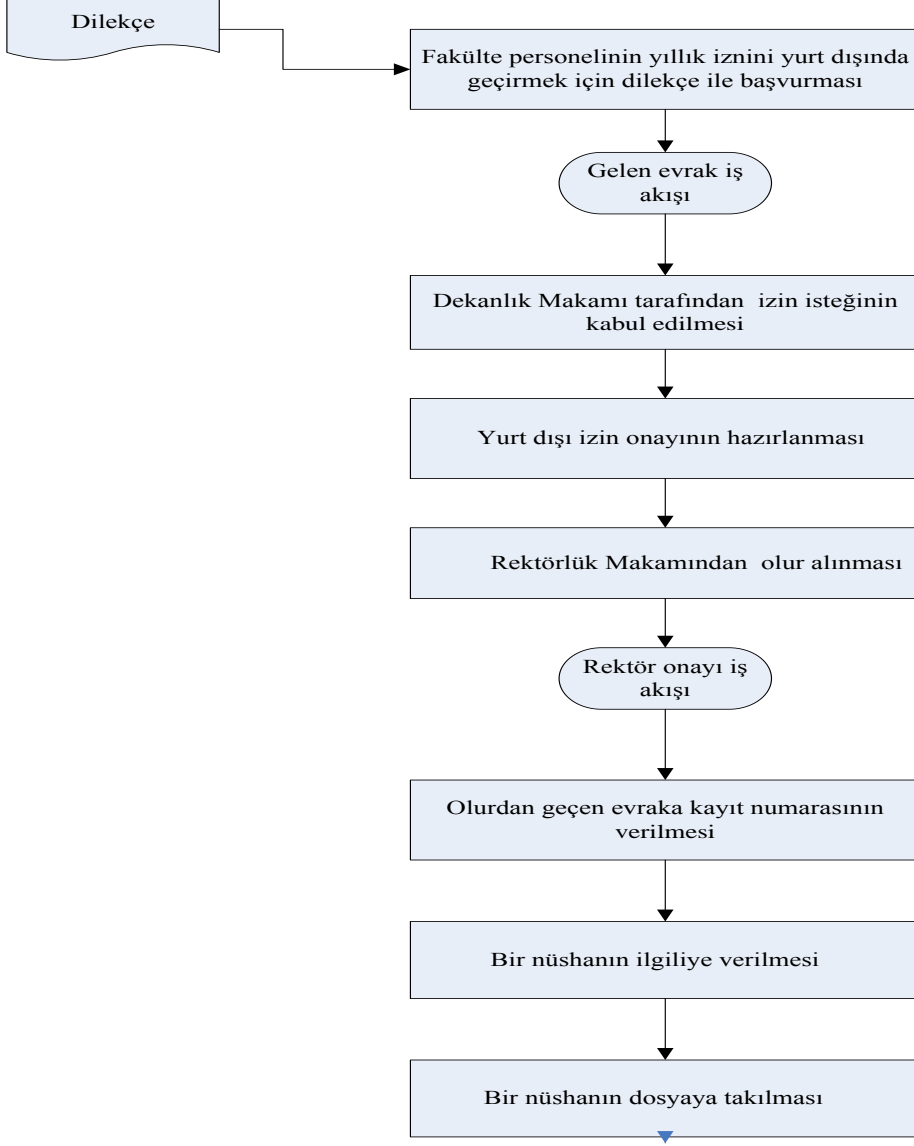 Dilekçe
Fakülte personelinin yıllık iznini yurt dışında
geçirmek için dilekçe ile başvurması
Gelen evrak iş
akışı
Dekanlık Makamı tarafından izin isteğinin
kabul edilmesi
Yurt dışı izin onayının hazırlanması
Rektörlük Makamından olur alınması
Rektör onayı iş
akışı
Olurdan geçen evraka kayıt numarasının
verilmesi
Bir nüshanın ilgiliye verilmesi
Bir nüshanın dosyaya takılması